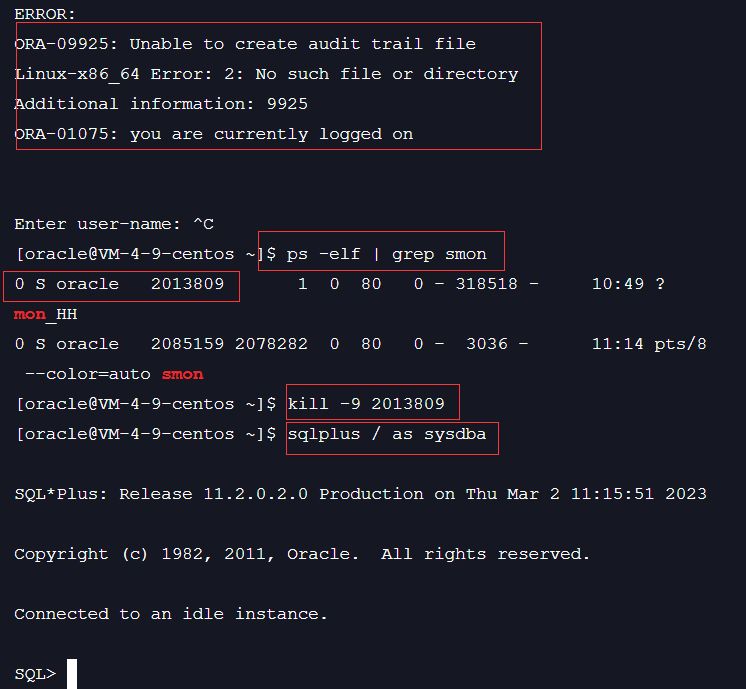 ERROR:
ORA-09925: Unable to create audit trail file
Linux-x86_64 Error: 2: No such file or directory
Additional information: 9925
ORA-01075: you are currently logged on
Enter user-name: ^C
[oracle@VM-4-9-centos ~]$ ps -elf | grep smon
0 S oracle   2013809       1  0  80   0 - 318518 -     10:49 ?
mon_HH
0 S oracle   2085159 2078282  0  80   0 -  3036 -     11:14 pts/8
 --color=auto smon
[oracle@VM-4-9-centos ~]$ kill -9 2013809
[oracle@VM-4-9-centos ~]$ sqlplus / as sysdba
SQL*Plus: Release 11.2.0.2.0 Production on Thu Mar 2 11:15:51 2023
Copyright (c) 1982, 2011, Oracle.  All rights reserved.
Connected to an idle instance.
SQL>